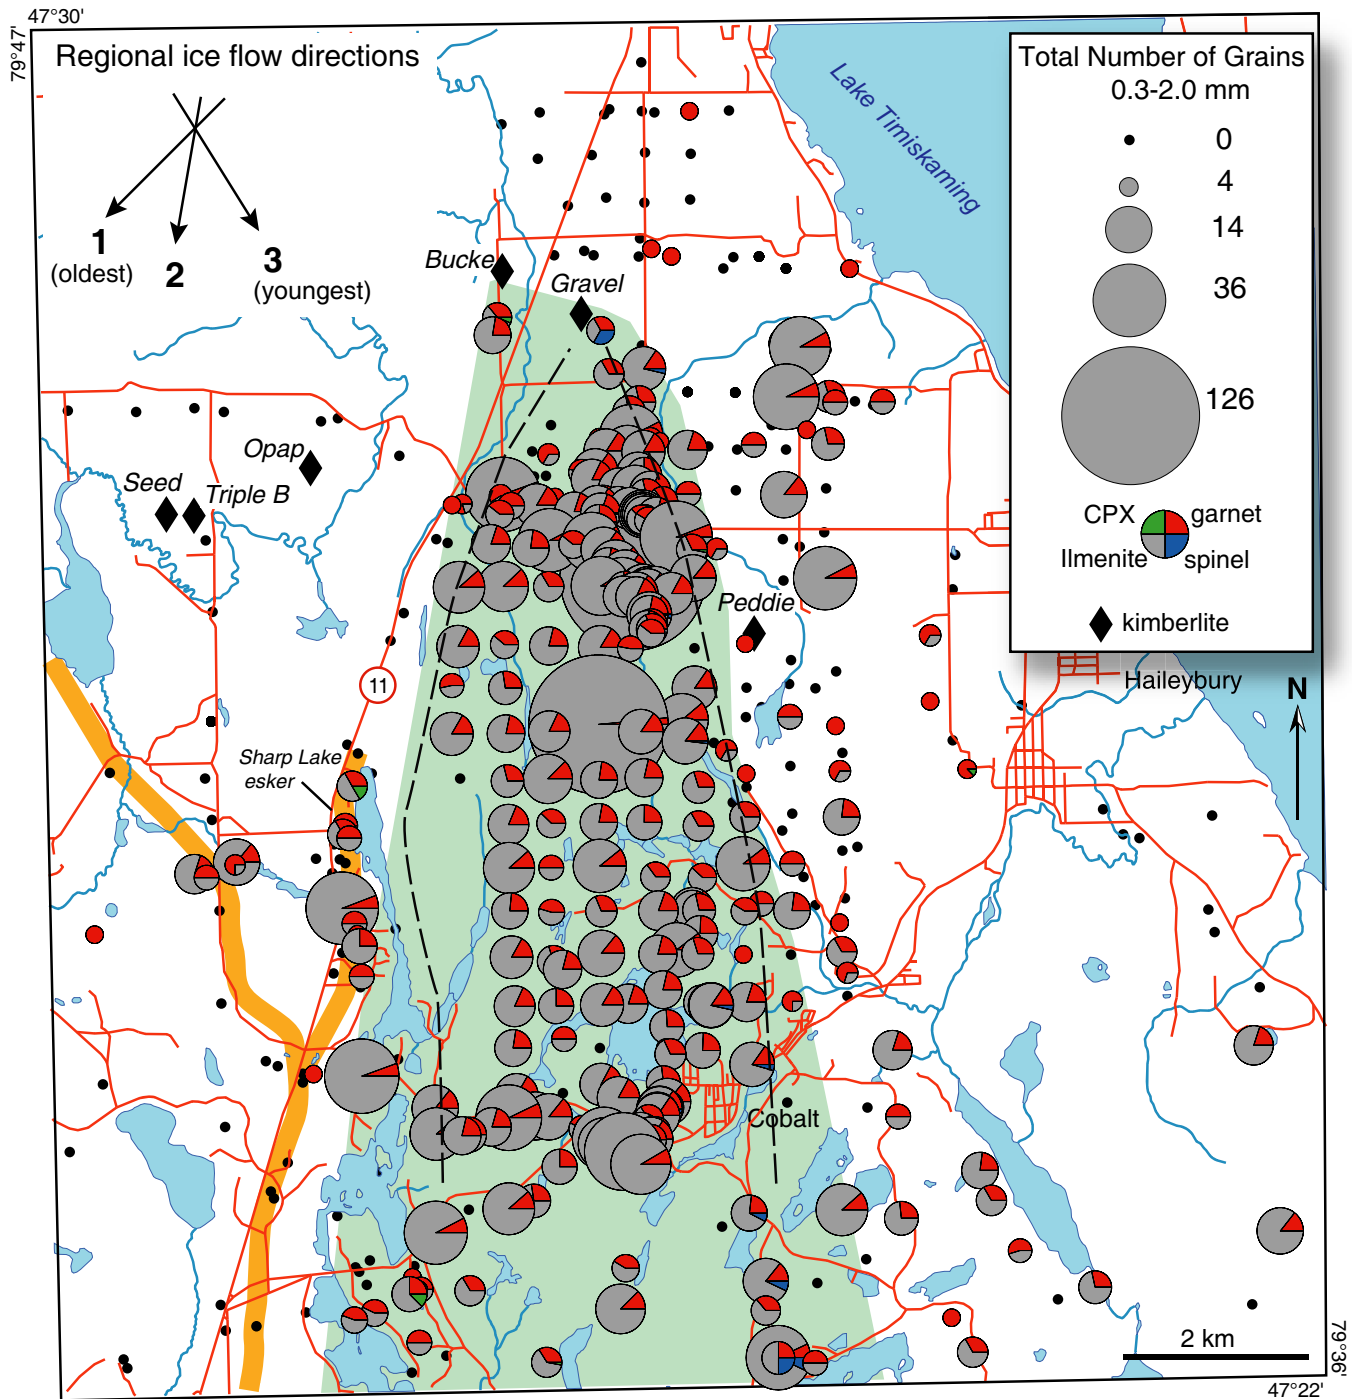 47°30'
79°47'
Regional ice flow directions
1
(oldest)
2
3
(youngest)
Lake Timiskaming
Total Number of Grains
0.3-2.0 mm
0
4
14
36
126
CPX
garnet
Ilmenite
spinel
kimberlite
Bucke
Gravel
Opap
Seed
Triple B
Peddie
11
Haileybury
N
Sharp Lake
esker
Cobalt
2 km
79°36'
47°22'